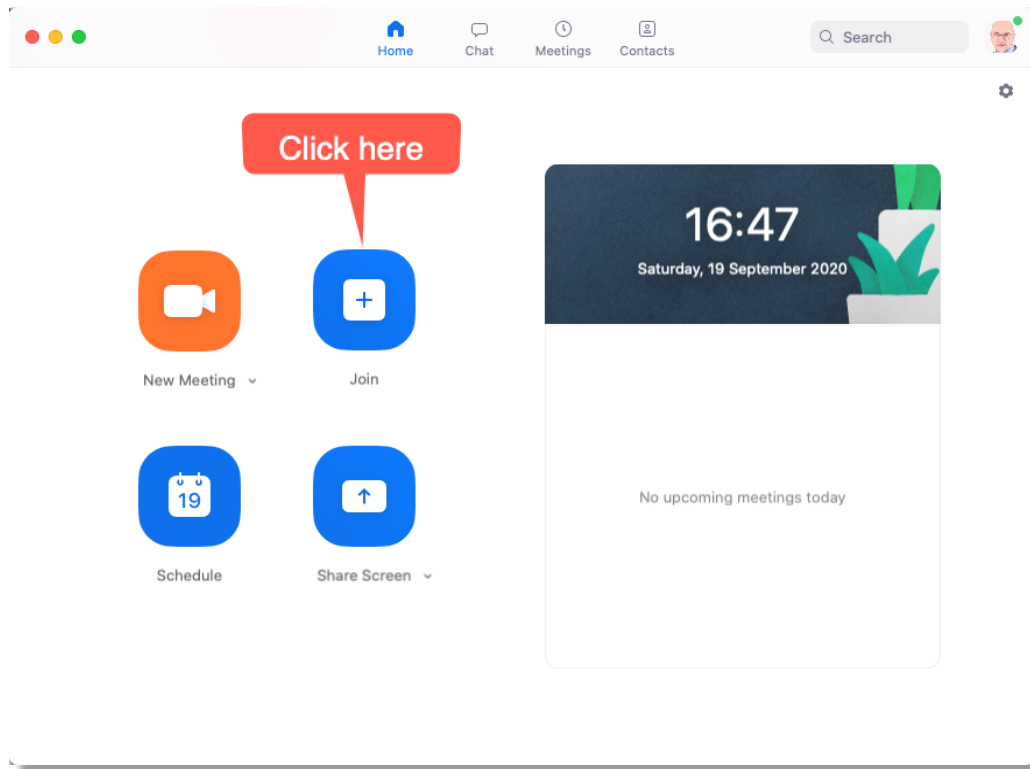 Home Chat Meetings Contacts Search
Click here
16:47
Saturday, 19 September 2020
New Meeting Join
19
No upcoming meetings today
Schedule Share Screen